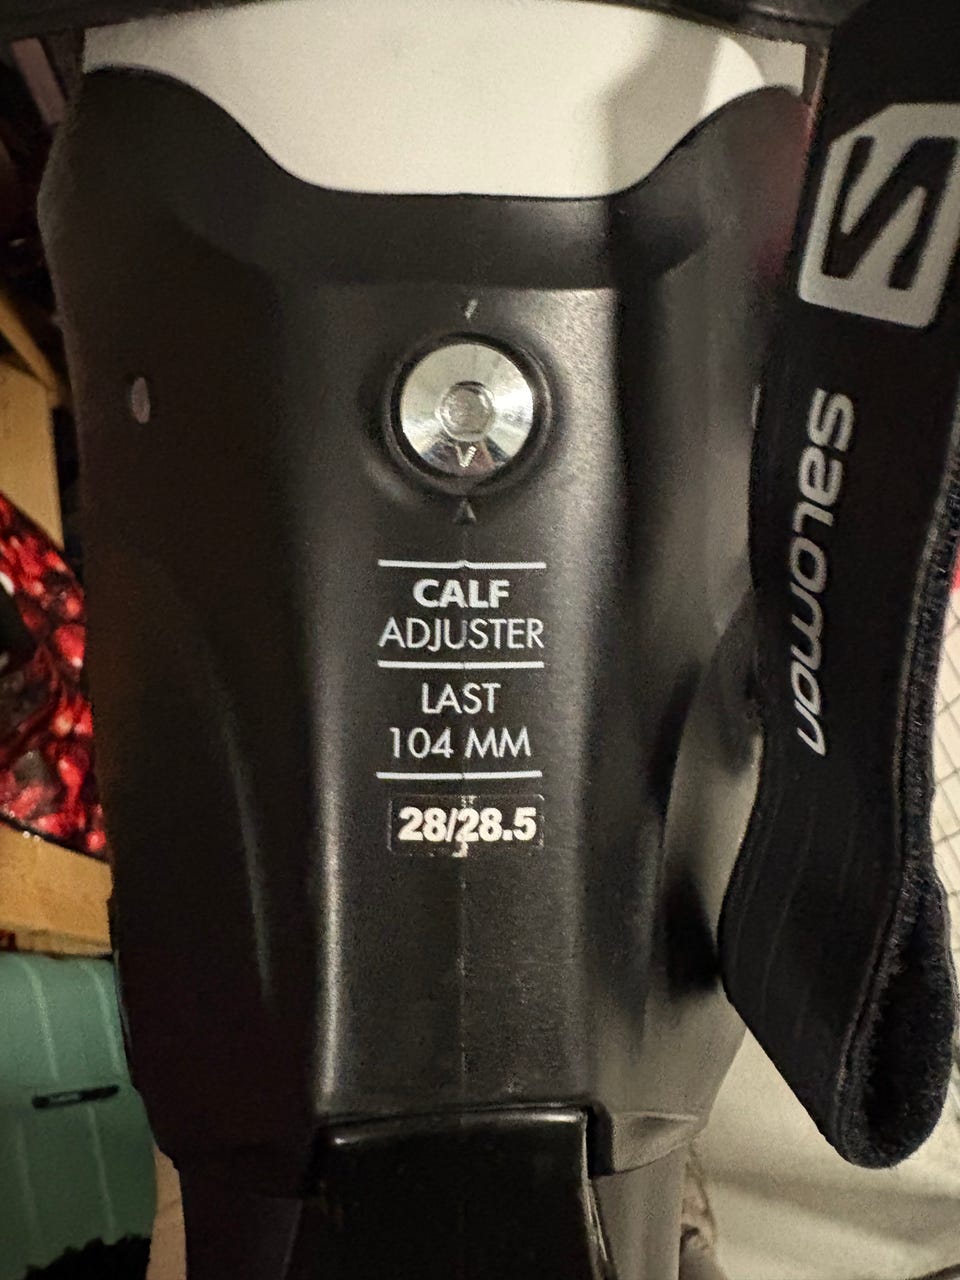 CALF
ADJUSTER
LAST
104 MM
28/28.5
salomon